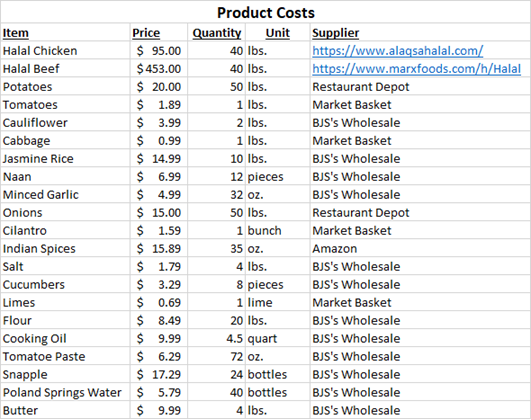 Product Costs
Item Price Quantity Unit Supplier
Halal Chicken $ 95.00 40 lbs. https://www.alaqsahalal.com/
Halal Beef $453.00 40 lbs. https://www.marxfoods.com/h/Halal
Potatoes $ 20.00 50 lbs. Restaurant Depot
Tomatoes $ 1.89 1 lbs. Market Basket
Cauliflower $ 3.99 2 lbs. BJS's Wholesale
Cabbage $ 0.99 1 lbs. Market Basket
Jasmine Rice $ 14.99 10 lbs. BJS's Wholesale
Naan $ 6.99 12 pieces BJS's Wholesale
Minced Garlic $ 4.99 32 oz. BJS's Wholesale
Onions $ 15.00 50 lbs. Restaurant Depot
Cilantro $ 1.59 1 bunch Market Basket
Indian Spices $ 15.89 35 oz. Amazon
Salt $ 1.79 4 lbs. BJS's Wholesale
Cucumbers $ 3.29 8 pieces BJS's Wholesale
Limes $ 0.69 1 lime Market Basket
Flour $ 8.49 20 lbs. BJS's Wholesale
Cooking Oil $ 9.99 4.5 quart BJS's Wholesale
Tomatoe Paste $ 6.29 72 oz. BJS's Wholesale
Snapple $ 17.29 24 bottles BJS's Wholesale
Poland Springs Water $ 5.79 40 bottles BJS's Wholesale
Butter $ 9.99 4 lbs. BJS's Wholesale